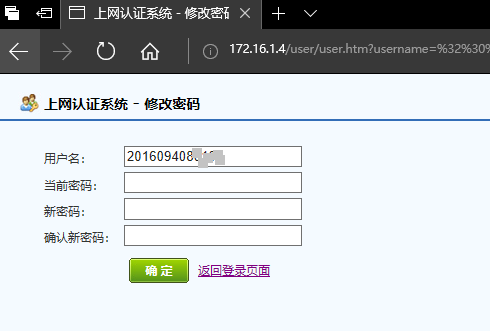 上网认证系统 - 修改密码
172.16.1.4/user/user.htm?username=%32%30%
上网认证系统 - 修改密码
用户名：
当前密码：
新密码：
确认新密码：
确 定 返回登录页面